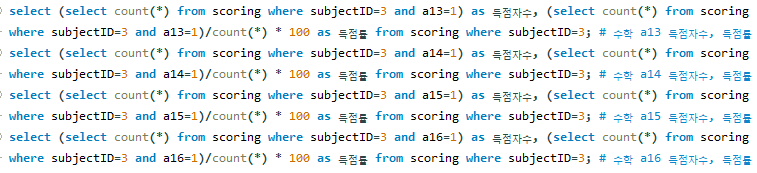 select (select count(*) from scoring where subjectID=3 and a13=1) as 득점자수, (select count(*) from scoring
where subjectID=3 and a13=1)/count(*) * 100 as 득점률 from scoring where subjectID=3; # 수학 a13 득점자수, 득점률
select (select count(*) from scoring where subjectID=3 and a14=1) as 득점자수, (select count(*) from scoring
where subjectID=3 and a14=1)/count(*) * 100 as 득점률 from scoring where subjectID=3; # 수학 a14 득점자수, 득점률
select (select count(*) from scoring where subjectID=3 and a15=1) as 득점자수, (select count(*) from scoring
where subjectID=3 and a15=1)/count(*) * 100 as 득점률 from scoring where subjectID=3; # 수학 a15 득점자수, 득점률
select (select count(*) from scoring where subjectID=3 and a16=1) as 득점자수, (select count(*) from scoring
where subjectID=3 and a16=1)/count(*) * 100 as 득점률 from scoring where subjectID=3; # 수학 a16 득점자수, 득점률